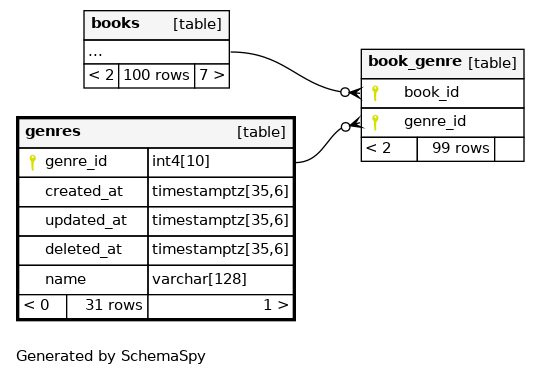 books [table]
...
< 2 100 rows 7 >
book_genre [table]
book_id
genre_id
< 2 99 rows
genres [table]
genre_id int4[10]
created_at timestamptz[35,6]
updated_at timestamptz[35,6]
deleted_at timestamptz[35,6]
name varchar[128]
< 0 31 rows 1 >
Generated by SchemaSpy